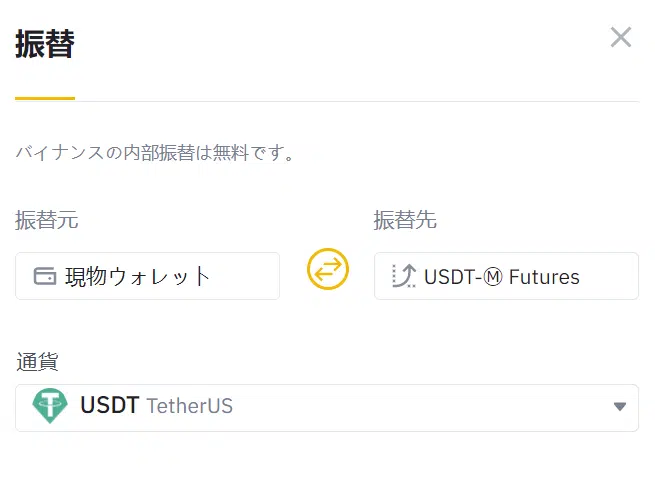 振替
バイナンスの内部振替は無料です。
振替元 振替先
現物ウォレット USDT-Ⓜ Futures
通貨
USDT TetherUS